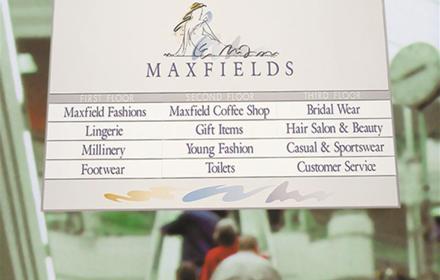 MAXFIELDS
FIRST FLOOR SECOND FLOOR THIRD FLOOR
Maxfield Fashions Maxfield Coffee Shop Bridal Wear
Lingerie Gift Items Hair Salon & Beauty
Millinery Young Fashion Casual & Sportswear
Footwear Toilets Customer Service